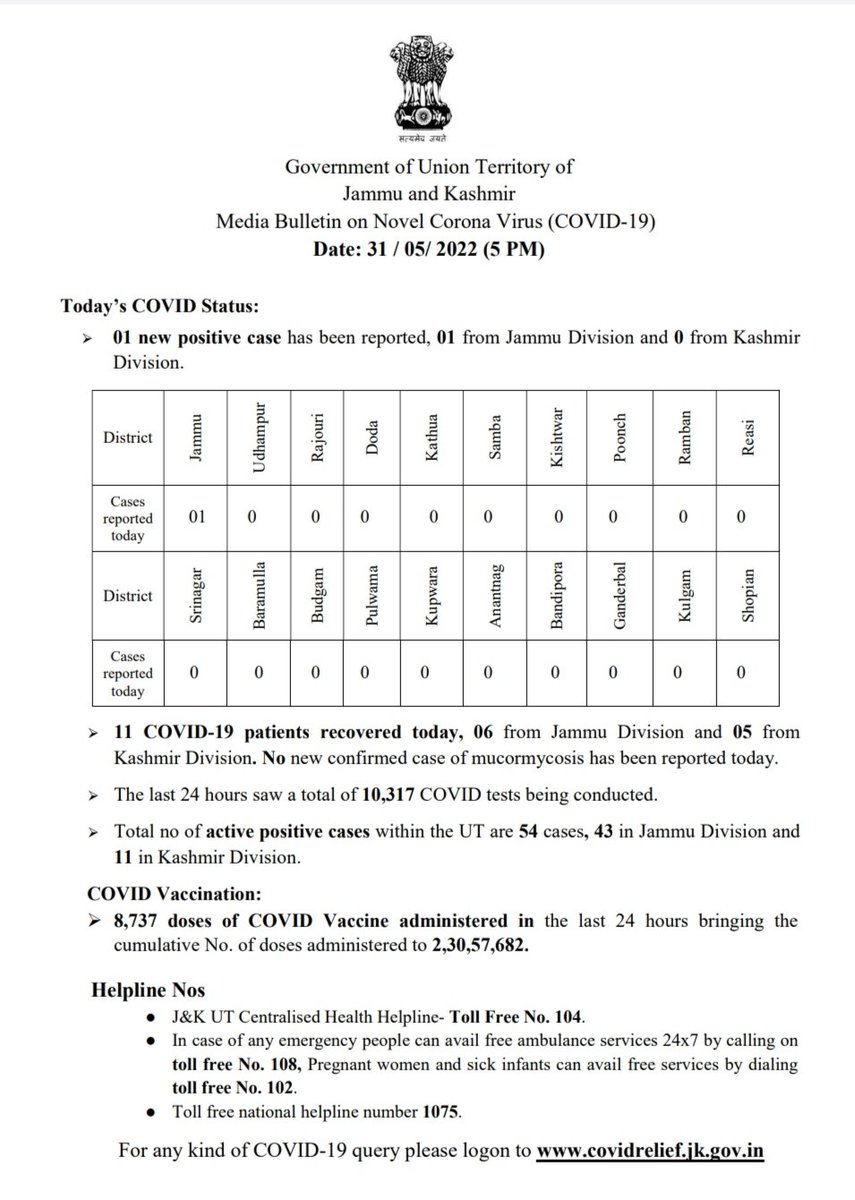 सत्यमेव जयते
Government of Union Territory of
Jammu and Kashmir
Media Bulletin on Novel Corona Virus (COVID-19)
Date: 31 / 05/ 2022 (5 PM)
Today's COVID Status:
➢ 01 new positive case has been reported, 01 from Jammu Division and 0 from Kashmir
Division.
District Jammu Udhampur Rajouri Doda Kathua Samba Kishtwar Poonch Ramban Reasi
Cases
reported
today 01 0 0 0 0 0 0 0 0 0
District Srinagar Baramulla Budgam Pulwama Kupwara Anantnag Bandipora Ganderbal Kulgam Shopian
Cases
reported
today 0 0 0 0 0 0 0 0 0 0
➢ 11 COVID-19 patients recovered today, 06 from Jammu Division and 05 from
Kashmir Division. No new confirmed case of mucormycosis has been reported today.
➢ The last 24 hours saw a total of 10,317 COVID tests being conducted.
➢ Total no of active positive cases within the UT are 54 cases, 43 in Jammu Division and
11 in Kashmir Division.
COVID Vaccination:
➢ 8,737 doses of COVID Vaccine administered in the last 24 hours bringing the
cumulative No. of doses administered to 2,30,57,682.
Helpline Nos
● J&K UT Centralised Health Helpline- Toll Free No. 104.
● In case of any emergency people can avail free ambulance services 24x7 by calling on
toll free No. 108, Pregnant women and sick infants can avail free services by dialing
toll free No. 102.
● Toll free national helpline number 1075.
For any kind of COVID-19 query please logon to www.covidrelief.jk.gov.in